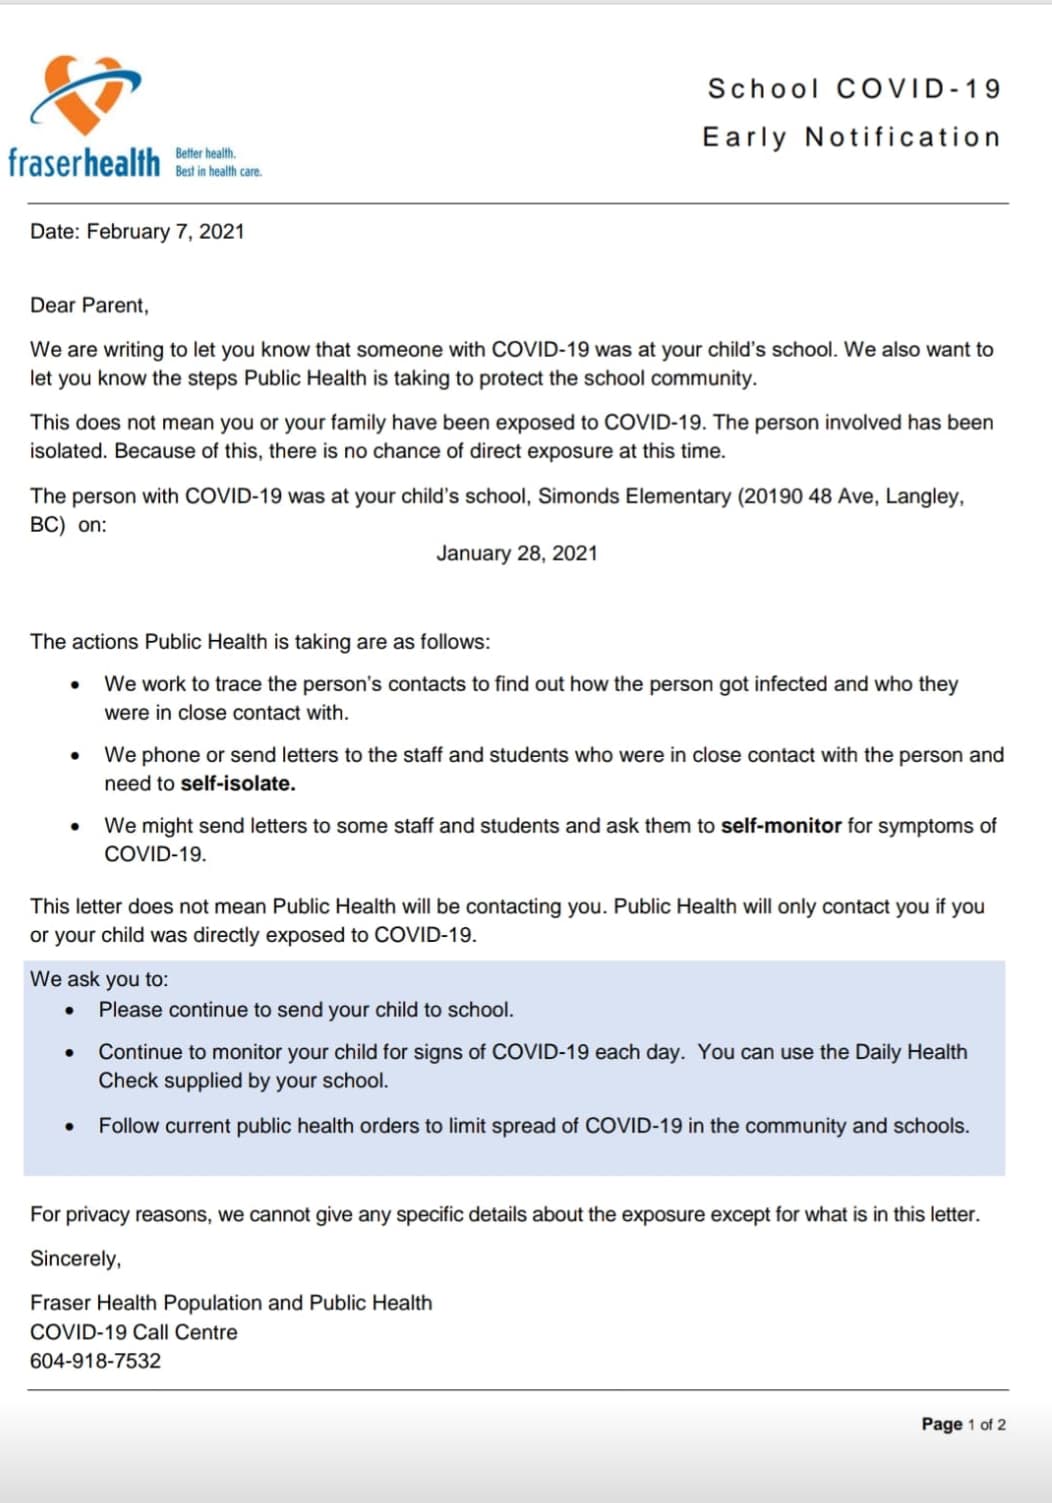 fraserhealth
Better health.
Best in health care.
School COVID-19
Early Notification
Date: February 7, 2021
Dear Parent,
We are writing to let you know that someone with COVID-19 was at your child's school. We also want to
let you know the steps Public Health is taking to protect the school community.
This does not mean you or your family have been exposed to COVID-19. The person involved has been
isolated. Because of this, there is no chance of direct exposure at this time.
The person with COVID-19 was at your child's school, Simonds Elementary (20190 48 Ave, Langley,
BC)  on:
January 28, 2021
The actions Public Health is taking are as follows:
• We work to trace the person's contacts to find out how the person got infected and who they
were in close contact with.
• We phone or send letters to the staff and students who were in close contact with the person and
need to self-isolate.
• We might send letters to some staff and students and ask them to self-monitor for symptoms of
COVID-19.
This letter does not mean Public Health will be contacting you. Public Health will only contact you if you
or your child was directly exposed to COVID-19.
We ask you to:
• Please continue to send your child to school.
• Continue to monitor your child for signs of COVID-19 each day.  You can use the Daily Health
Check supplied by your school.
• Follow current public health orders to limit spread of COVID-19 in the community and schools.
For privacy reasons, we cannot give any specific details about the exposure except for what is in this letter.
Sincerely,
Fraser Health Population and Public Health
COVID-19 Call Centre
604-918-7532
Page 1 of 2